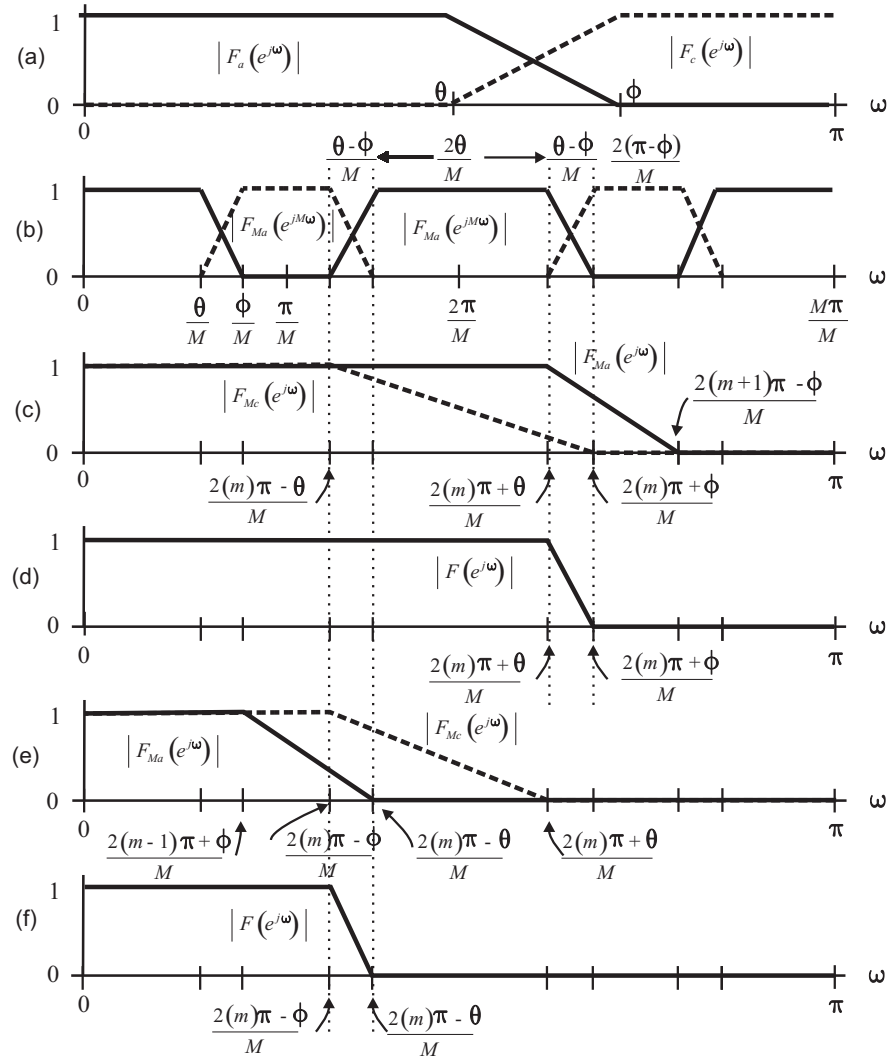 1
(a)
|F_a(e^{jω})|
|F_c(e^{jω})|
θ
ϕ
0
0
π
ω
(θ-ϕ)/M
2θ/M
(θ-ϕ)/M
2(π-ϕ)/M
1
(b)
|F_{Ma}(e^{jMω})|
|F_{Ma}(e^{jMω})|
0
0
θ/M
ϕ/M
π/M
2π/M
Mπ/M
ω
1
(c)
|F_{Mc}(e^{jω})|
|F_{Ma}(e^{jω})|
(2(m+1)π-ϕ)/M
0
0
π
ω
(2(m)π-θ)/M
(2(m)π+θ)/M
(2(m)π+ϕ)/M
1
(d)
|F(e^{jω})|
0
0
π
ω
(2(m)π+θ)/M
(2(m)π+ϕ)/M
1
(e)
|F_{Ma}(e^{jω})|
|F_{Mc}(e^{jω})|
0
0
π
ω
(2(m-1)π+ϕ)/M
(2(m)π-ϕ)/M
(2(m)π-θ)/M
(2(m)π+θ)/M
1
(f)
|F(e^{jω})|
0
0
π
ω
(2(m)π-ϕ)/M
(2(m)π-θ)/M